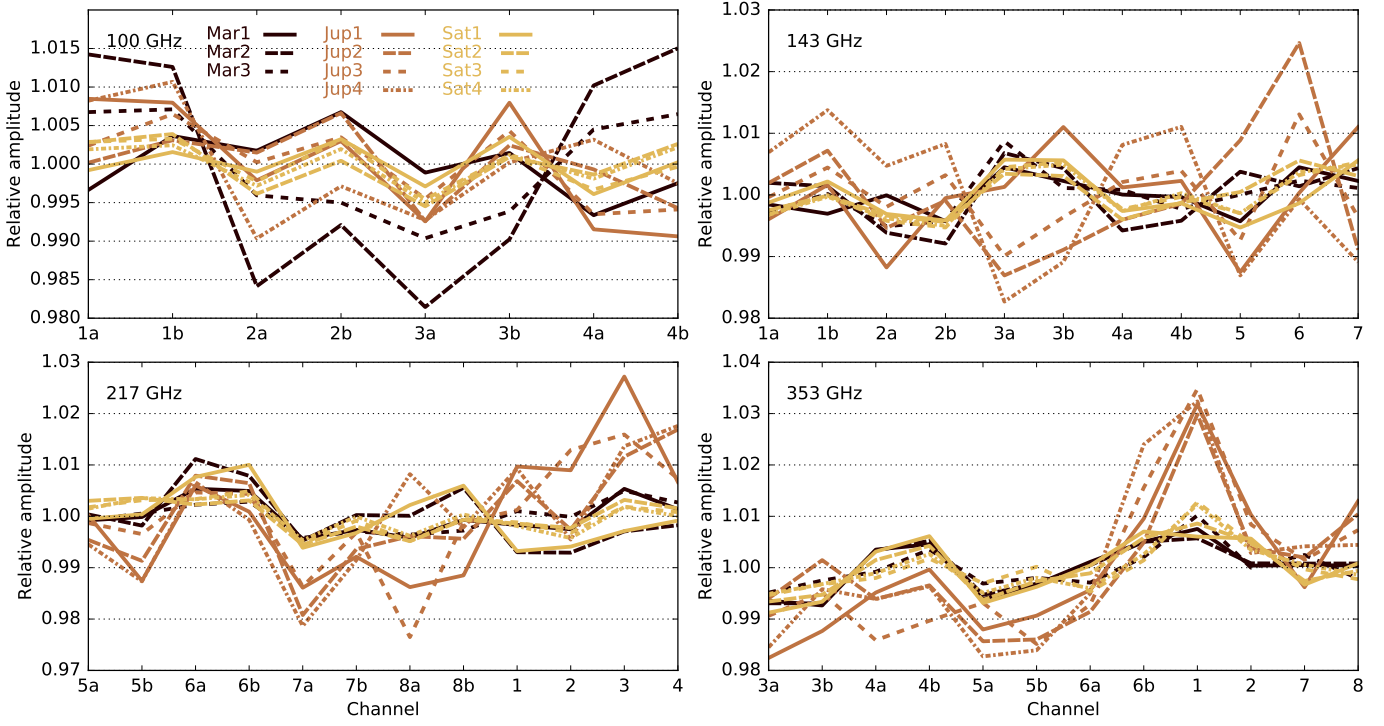 100 GHz
Mar1 Jup1 Sat1
Mar2 Jup2 Sat2
Mar3 Jup3 Sat3
Jup4 Sat4
Relative amplitude
1.015
1.010
1.005
1.000
0.995
0.990
0.985
0.980
1a 1b 2a 2b 3a 3b 4a 4b
143 GHz
Relative amplitude
1.03
1.02
1.01
1.00
0.99
0.98
1a 1b 2a 2b 3a 3b 4a 4b 5 6 7
217 GHz
Relative amplitude
1.03
1.02
1.01
1.00
0.99
0.98
0.97
5a 5b 6a 6b 7a 7b 8a 8b 1 2 3 4
Channel
353 GHz
Relative amplitude
1.04
1.03
1.02
1.01
1.00
0.99
0.98
3a 3b 4a 4b 5a 5b 6a 6b 1 2 7 8
Channel